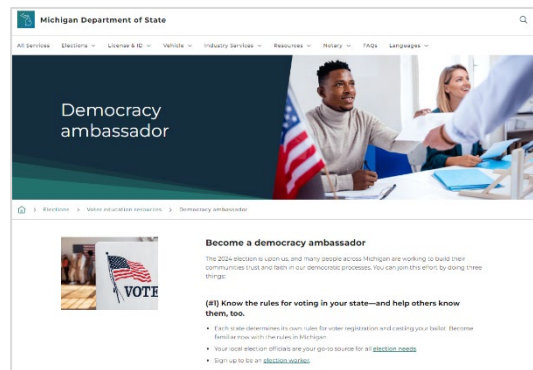 Michigan Department of State
All Services Elections License & ID Vehicle Industry Services Resources Notary FAQs Languages
Democracy
ambassador
Elections > Voter education resources > Democracy ambassador
VOTE
Become a democracy ambassador
The 2024 election is upon us, and many people across Michigan are working to build their
communities trust and faith in our democratic processes. You can join this effort by doing three
things:
(#1) Know the rules for voting in your state—and help others know
them, too.
• Each state determines its own rules for voter registration and casting your ballot. Become
familiar now with the rules in Michigan.
• Your local election officials are your go-to source for all election needs.
• Sign up to be an election worker.